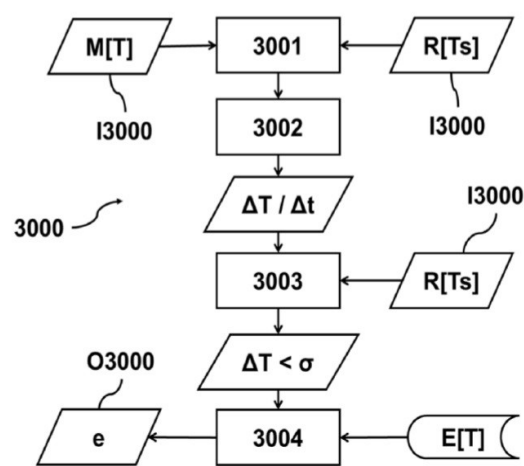 M[T]
3001
R[Ts]
I3000
I3000
3002
ΔT / Δt
3000
I3000
3003
R[Ts]
ΔT < σ
O3000
e
3004
E[T]